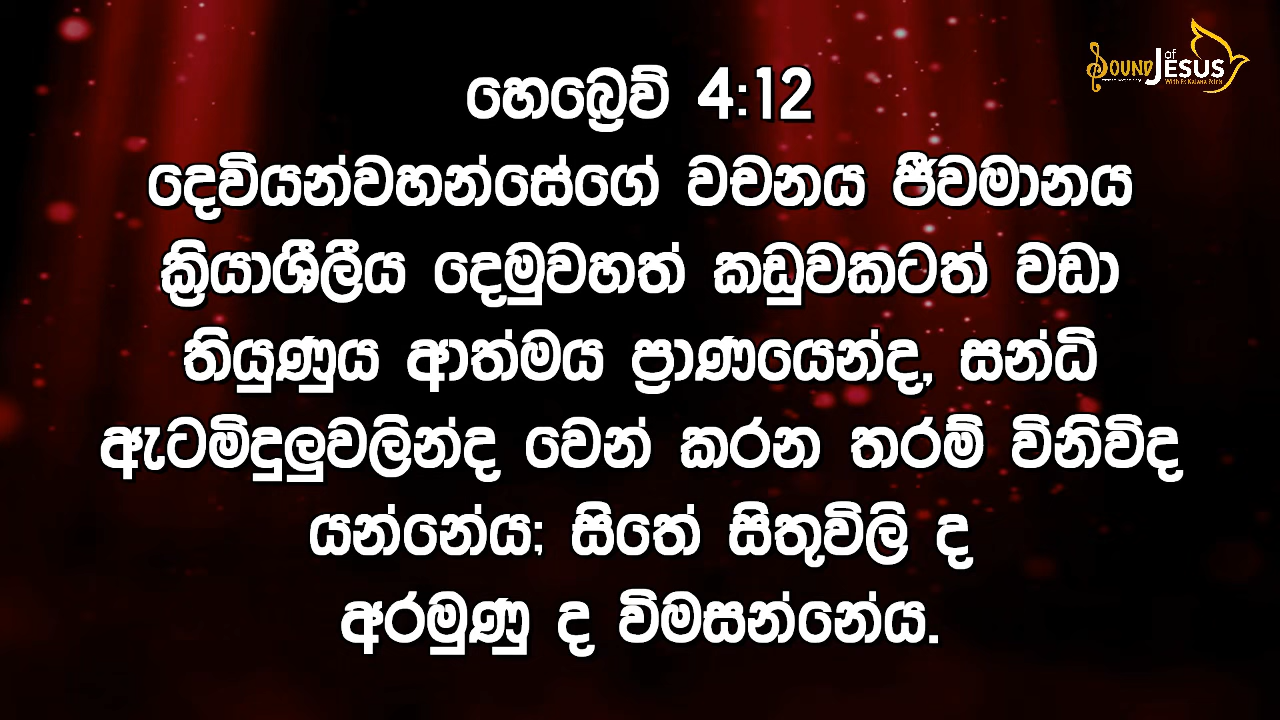 SOUND of JESUS
හෙබ්‍රෙව් 4:12
දෙවියන්වහන්සේගේ වචනය ජීවමානය
ක්‍රියාශීලීය දෙමුවහත් කඩුවකටත් වඩා
තියුණුය ආත්මය ප්‍රාණයෙන්ද, සන්ධි
ඇටමිදුලුවලින්ද වෙන් කරන තරම් විනිවිද
යන්නේය; සිතේ සිතුවිලි ද
අරමුණු ද විමසන්නේය.